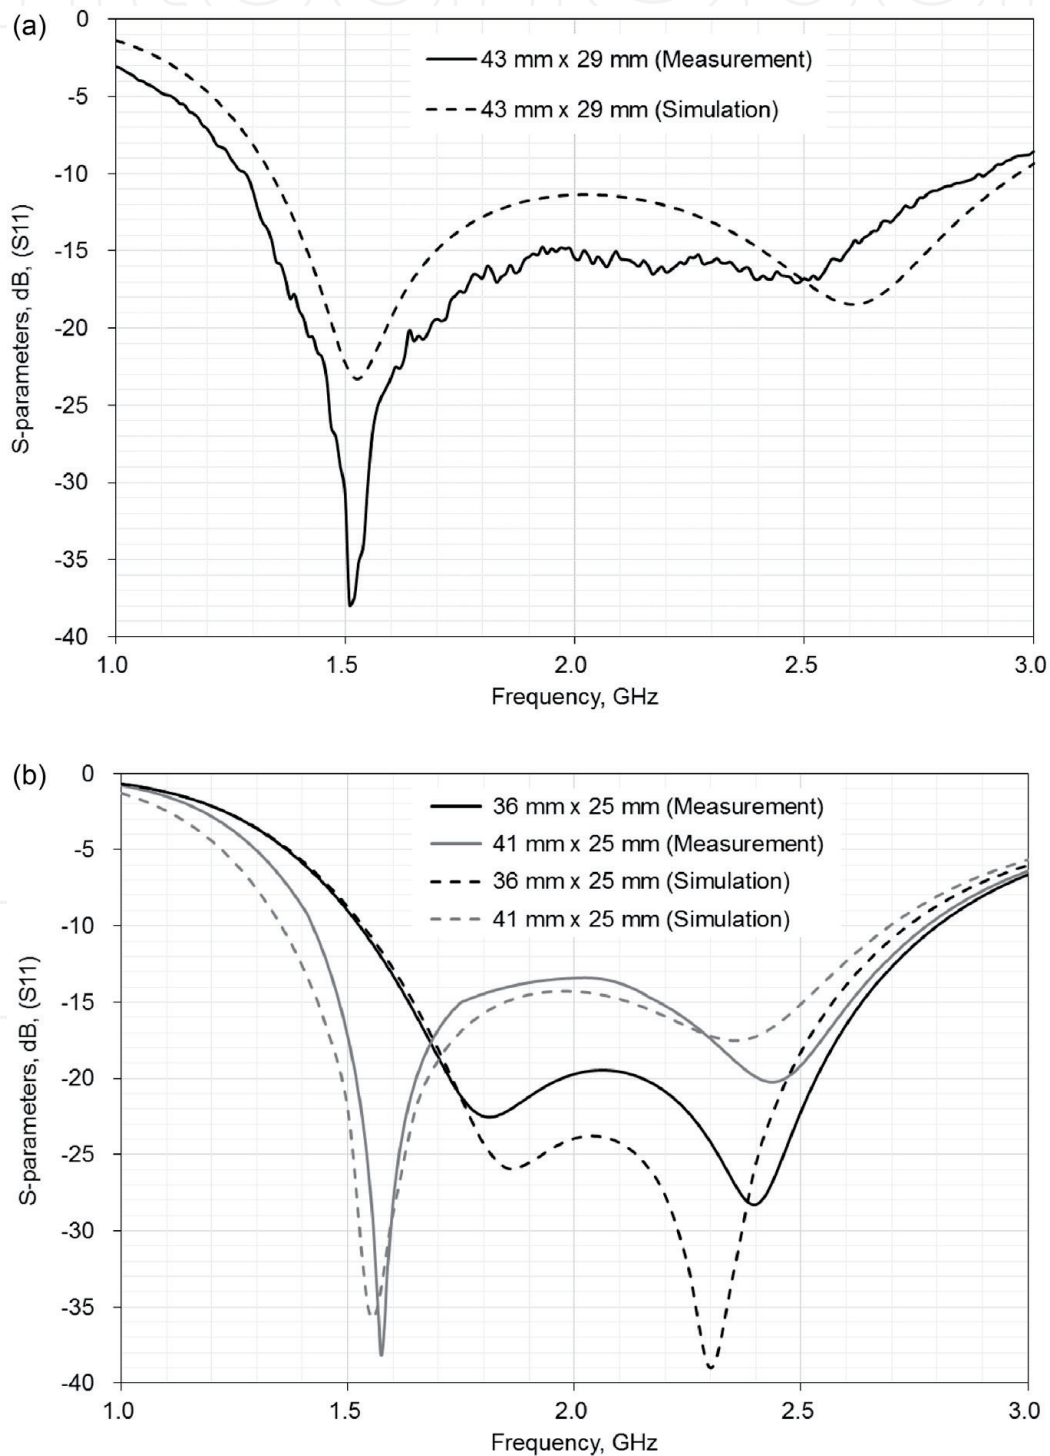 (a)
0
-5
-10
-15
-20
-25
-30
-35
-40
S-parameters, dB, (S11)
43 mm x 29 mm (Measurement)
43 mm x 29 mm (Simulation)
1.0 1.5 2.0 2.5 3.0
Frequency, GHz
(b)
0
-5
-10
-15
-20
-25
-30
-35
-40
S-parameters, dB, (S11)
36 mm x 25 mm (Measurement)
41 mm x 25 mm (Measurement)
36 mm x 25 mm (Simulation)
41 mm x 25 mm (Simulation)
1.0 1.5 2.0 2.5 3.0
Frequency, GHz